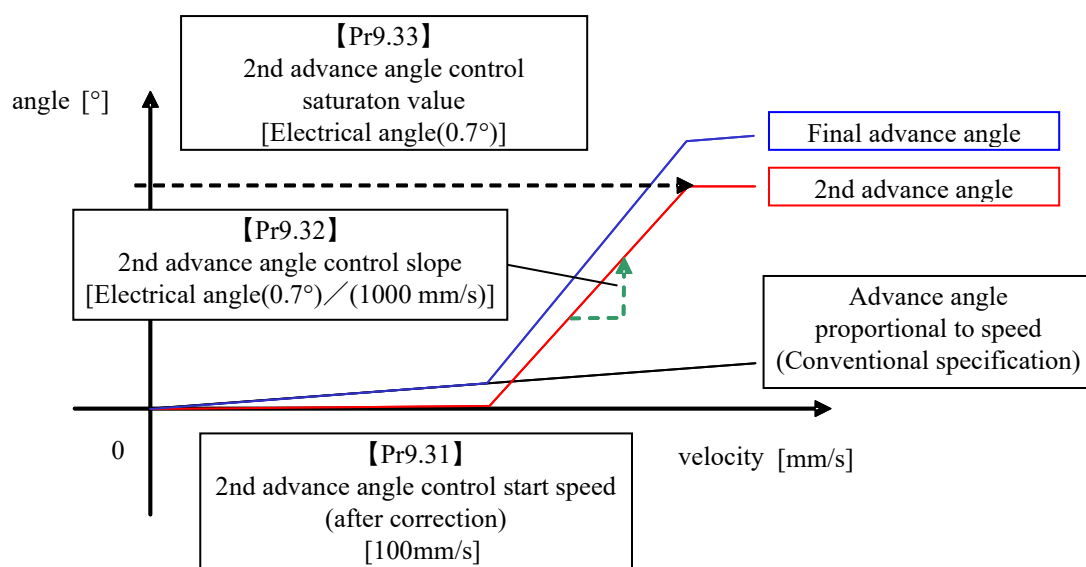 【Pr9.33】
2nd advance angle control
saturaton value
[Electrical angle(0.7°)]
angle [°]
Final advance angle
2nd advance angle
【Pr9.32】
2nd advance angle control slope
[Electrical angle(0.7°)／(1000 mm/s)]
Advance angle
proportional to speed
(Conventional specification)
0
velocity [mm/s]
【Pr9.31】
2nd advance angle control start speed
(after correction)
[100mm/s]